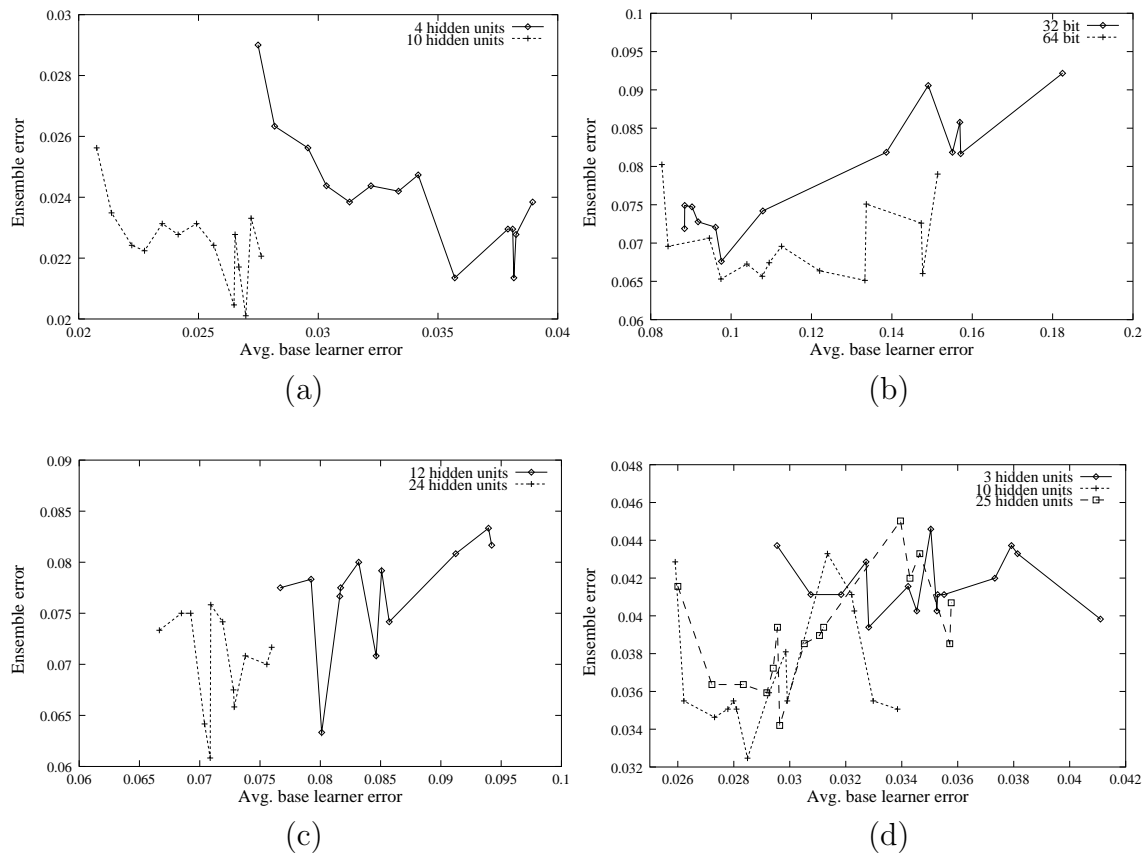 0.03
0.028
0.026
0.024
0.022
0.02
0.02 0.025 0.03 0.035 0.04
Ensemble error
Avg. base learner error
4 hidden units
10 hidden units
(a)
0.1
0.095
0.09
0.085
0.08
0.075
0.07
0.065
0.06
0.08 0.1 0.12 0.14 0.16 0.18 0.2
Ensemble error
Avg. base learner error
32 bit
64 bit
(b)
0.09
0.085
0.08
0.075
0.07
0.065
0.06
0.06 0.065 0.07 0.075 0.08 0.085 0.09 0.095 0.1
Ensemble error
Avg. base learner error
12 hidden units
24 hidden units
(c)
0.048
0.046
0.044
0.042
0.04
0.038
0.036
0.034
0.032
0.026 0.028 0.03 0.032 0.034 0.036 0.038 0.04 0.042
Ensemble error
Avg. base learner error
3 hidden units
10 hidden units
25 hidden units
(d)